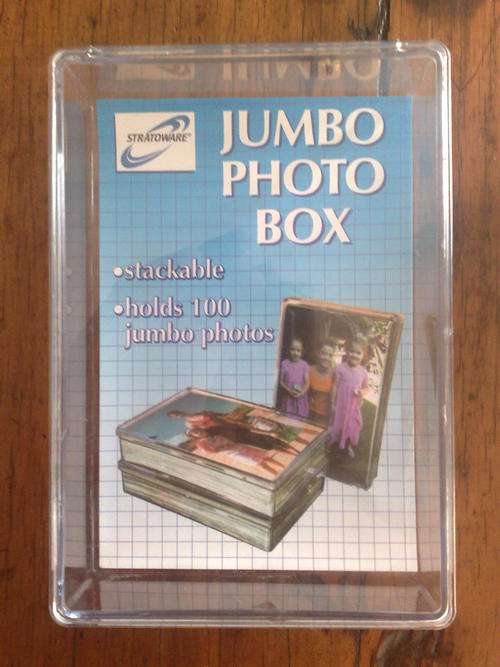 STRATOWARE®
JUMBO
PHOTO
BOX
•stackable
•holds 100
jumbo photos